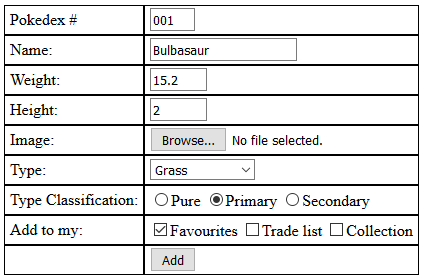 Pokedex # 001
Name: Bulbasaur
Weight: 15.2
Height: 2
Image: Browse... No file selected.
Type: Grass
Type Classification: Pure Primary Secondary
Add to my: Favourites Trade list Collection
Add